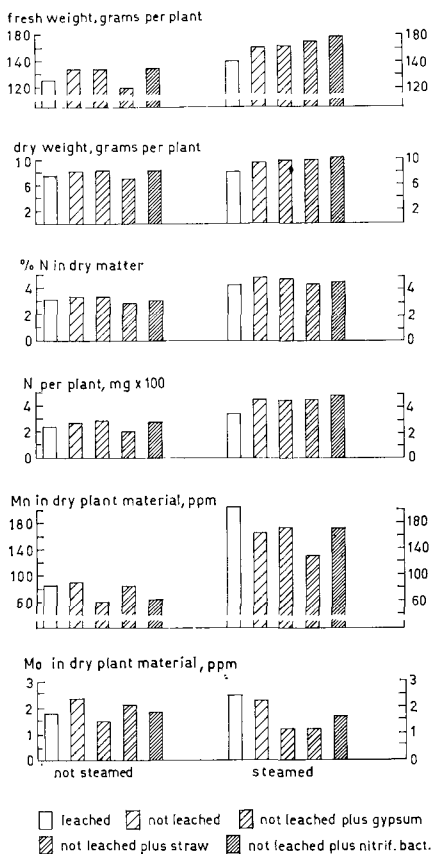 fresh weight, grams per plant
180 180
160 160
140 140
120 120
dry weight, grams per plant
10 10
8 8
6 6
2 2
% N in dry matter
4 4
2 2
0 0
N per plant, mg x 100
4 4
2 2
0 0
Mn in dry plant material, ppm
180 180
140 140
100 100
60 60
Mo in dry plant material, ppm
3 3
2 2
1 1
0 0
not steamed steamed
leached not leached not leached plus gypsum
not leached plus straw not leached plus nitrif. bact.